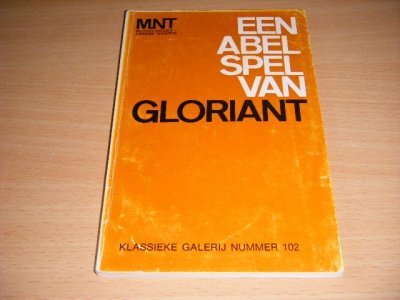 MNT
EEN
ABEL
SPEL
VAN
GLORIANT
KLASSIEKE GALERIJ NUMMER 102